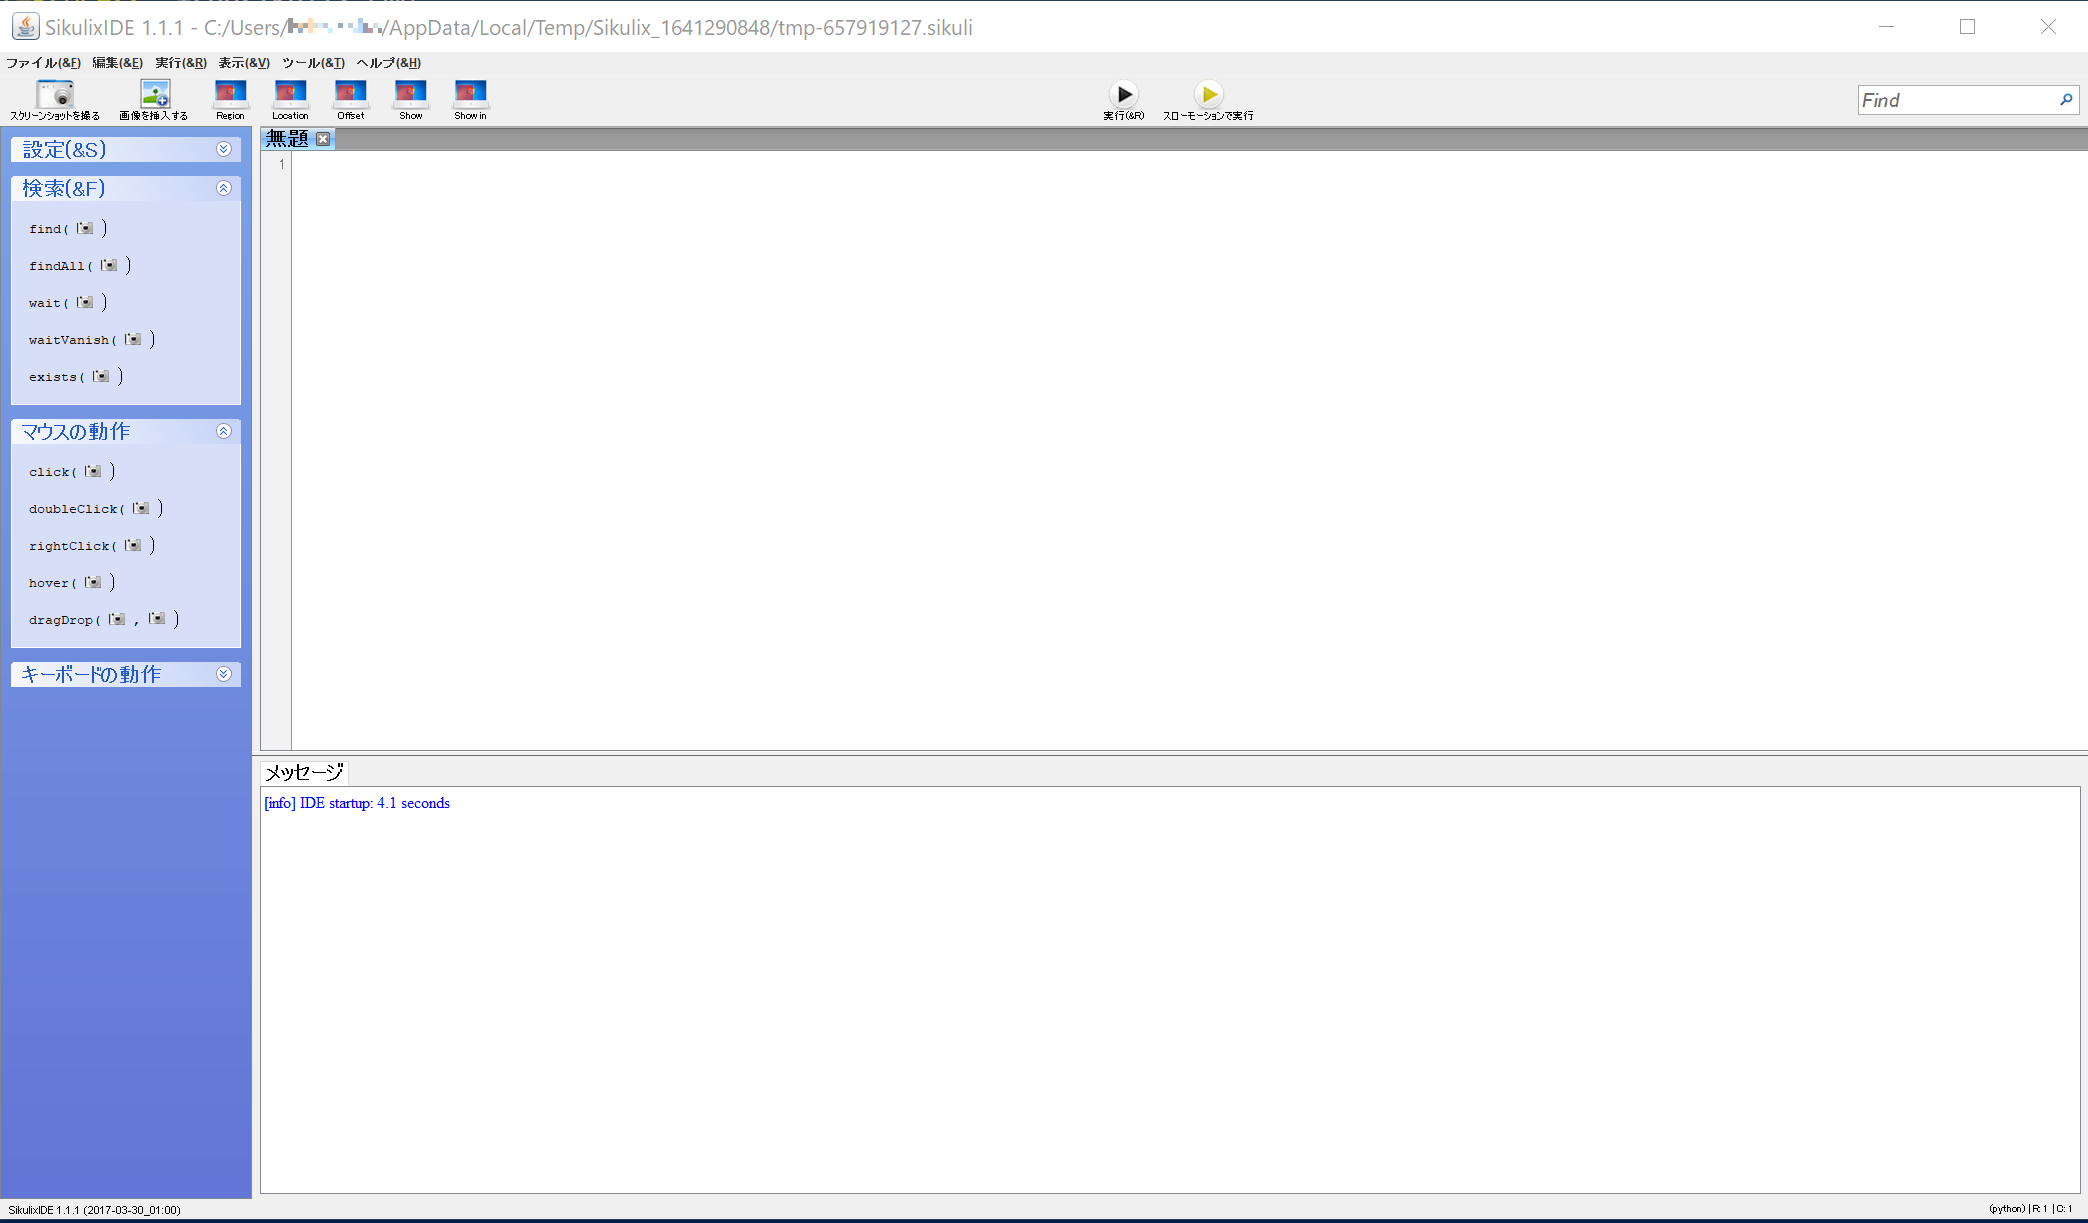 SikulixIDE 1.1.1 - C:/Users/ /AppData/Local/Temp/Sikulix_1641290848/tmp-657919127.sikuli
ファイル(&F) 編集(&E) 実行(&R) 表示(&V) ツール(&T) ヘルプ(&H)
スクリーンショットを撮る 画像を挿入する Region Location Offset Show Show in 実行(&R) スローモーションで実行 Find
設定(&S)
検索(&F)
find( )
findAll( )
wait( )
waitVanish( )
exists( )
マウスの動作
click( )
doubleClick( )
rightClick( )
hover( )
dragDrop( , )
キーボードの動作
無題
1
メッセージ
[info] IDE startup: 4.1 seconds
SikulixIDE 1.1.1 (2017-03-30_01:00)
(python) | R: 1 | C: 1